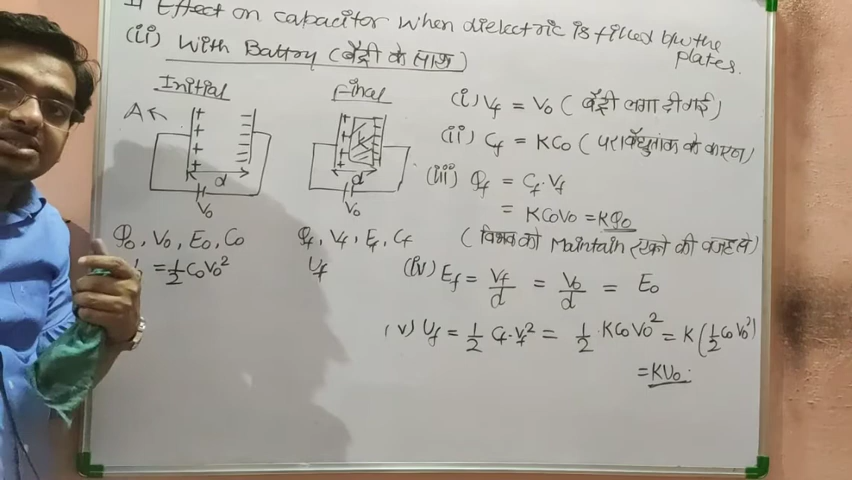 Effect on capacitor when dielectric is filled b/w the plates.
(ii) With Battry (बैट्री के साथ)
Initial
Final
A
+ + + +
- - - -
d
V₀
K
d
V₀
Q₀, V₀, E₀, C₀
= 1/2 C₀V₀²
Qf, Vf, Ef, Cf
Uf
(i) Vf = V₀ (बैट्री लगा दी गई)
(ii) Cf = KC₀ (परावैद्युतांक के कारण)
(iii) Qf = Cf·Vf
= KC₀V₀ = KQ₀
(विभव को Maintain रखने की वजह से)
(iv) Ef = Vf/d = V₀/d = E₀
(v) Uf = 1/2 Cf·Vf² = 1/2·KC₀V₀² = K(1/2 C₀V₀²)
= KU₀.